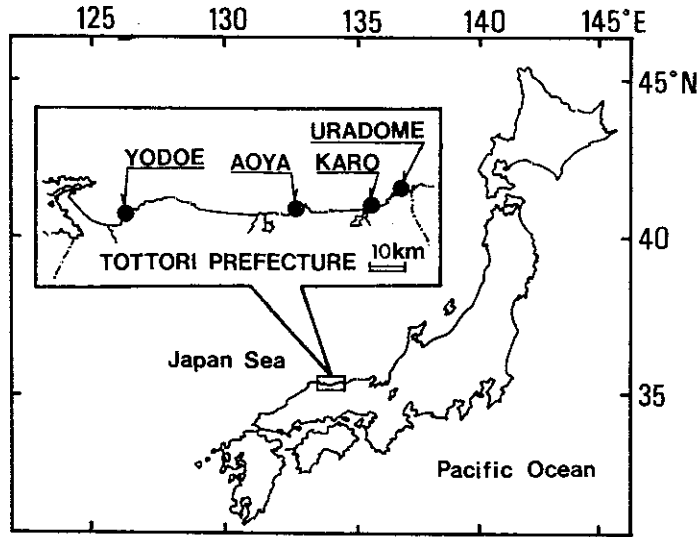 125 130 135 140 145°E
45°N
URADOME
YODOE AOYA KARO
10km
TOTTORI PREFECTURE
40
Japan Sea
35
Pacific Ocean